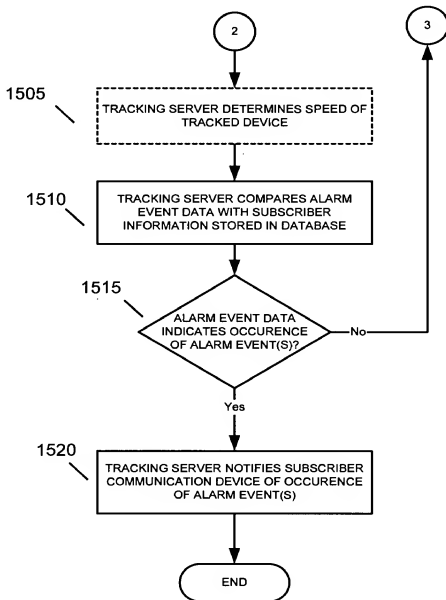 2
3
1505
TRACKING SERVER DETERMINES SPEED OF
TRACKED DEVICE
1510
TRACKING SERVER COMPARES ALARM
EVENT DATA WITH SUBSCRIBER
INFORMATION STORED IN DATABASE
1515
ALARM EVENT DATA
INDICATES OCCURENCE
OF ALARM EVENT(S)?
No
Yes
1520
TRACKING SERVER NOTIFIES SUBSCRIBER
COMMUNICATION DEVICE OF OCCURENCE
OF ALARM EVENT(S)
END